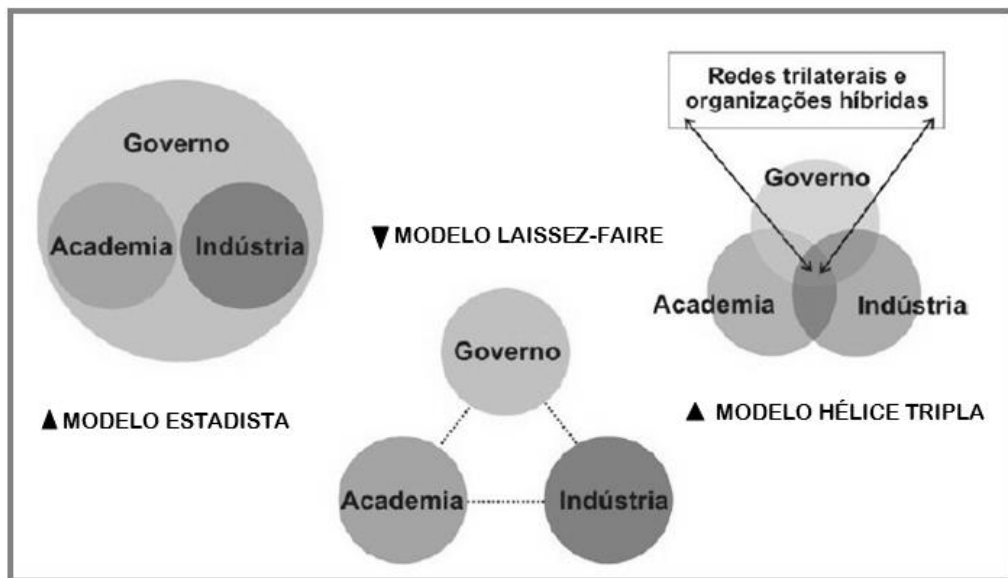 Governo
Academia
Indústria
▲ MODELO ESTADISTA
▼ MODELO LAISSEZ-FAIRE
Governo
Academia
Indústria
Redes trilaterais e
organizações híbridas
Governo
Academia
Indústria
▲ MODELO HÉLICE TRIPLA